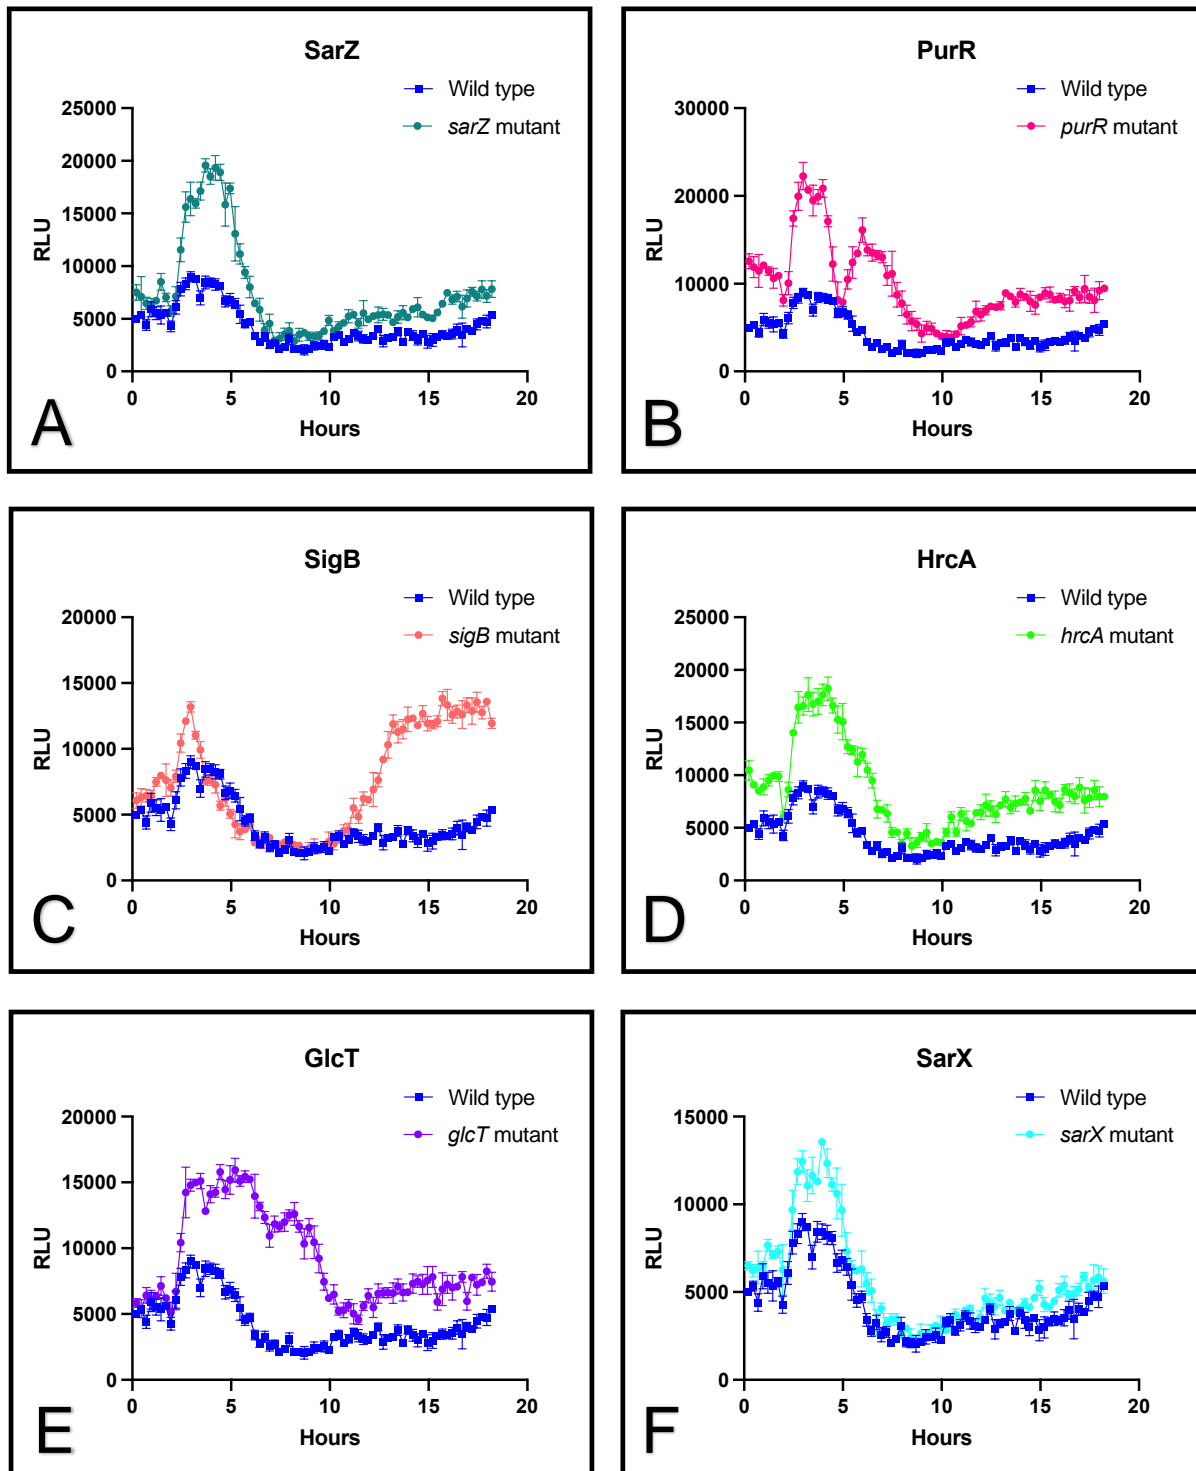 SarZ
Wild type
sarZ mutant
25000
20000
15000
10000
5000
0
RLU
0 5 10 15 20
Hours
A
PurR
Wild type
purR mutant
30000
20000
10000
0
RLU
0 5 10 15 20
Hours
B
SigB
Wild type
sigB mutant
20000
15000
10000
5000
0
RLU
0 5 10 15 20
Hours
C
HrcA
Wild type
hrcA mutant
25000
20000
15000
10000
5000
0
RLU
0 5 10 15 20
Hours
D
GlcT
Wild type
glcT mutant
20000
15000
10000
5000
0
RLU
0 5 10 15 20
Hours
E
SarX
Wild type
sarX mutant
15000
10000
5000
0
RLU
0 5 10 15 20
Hours
F